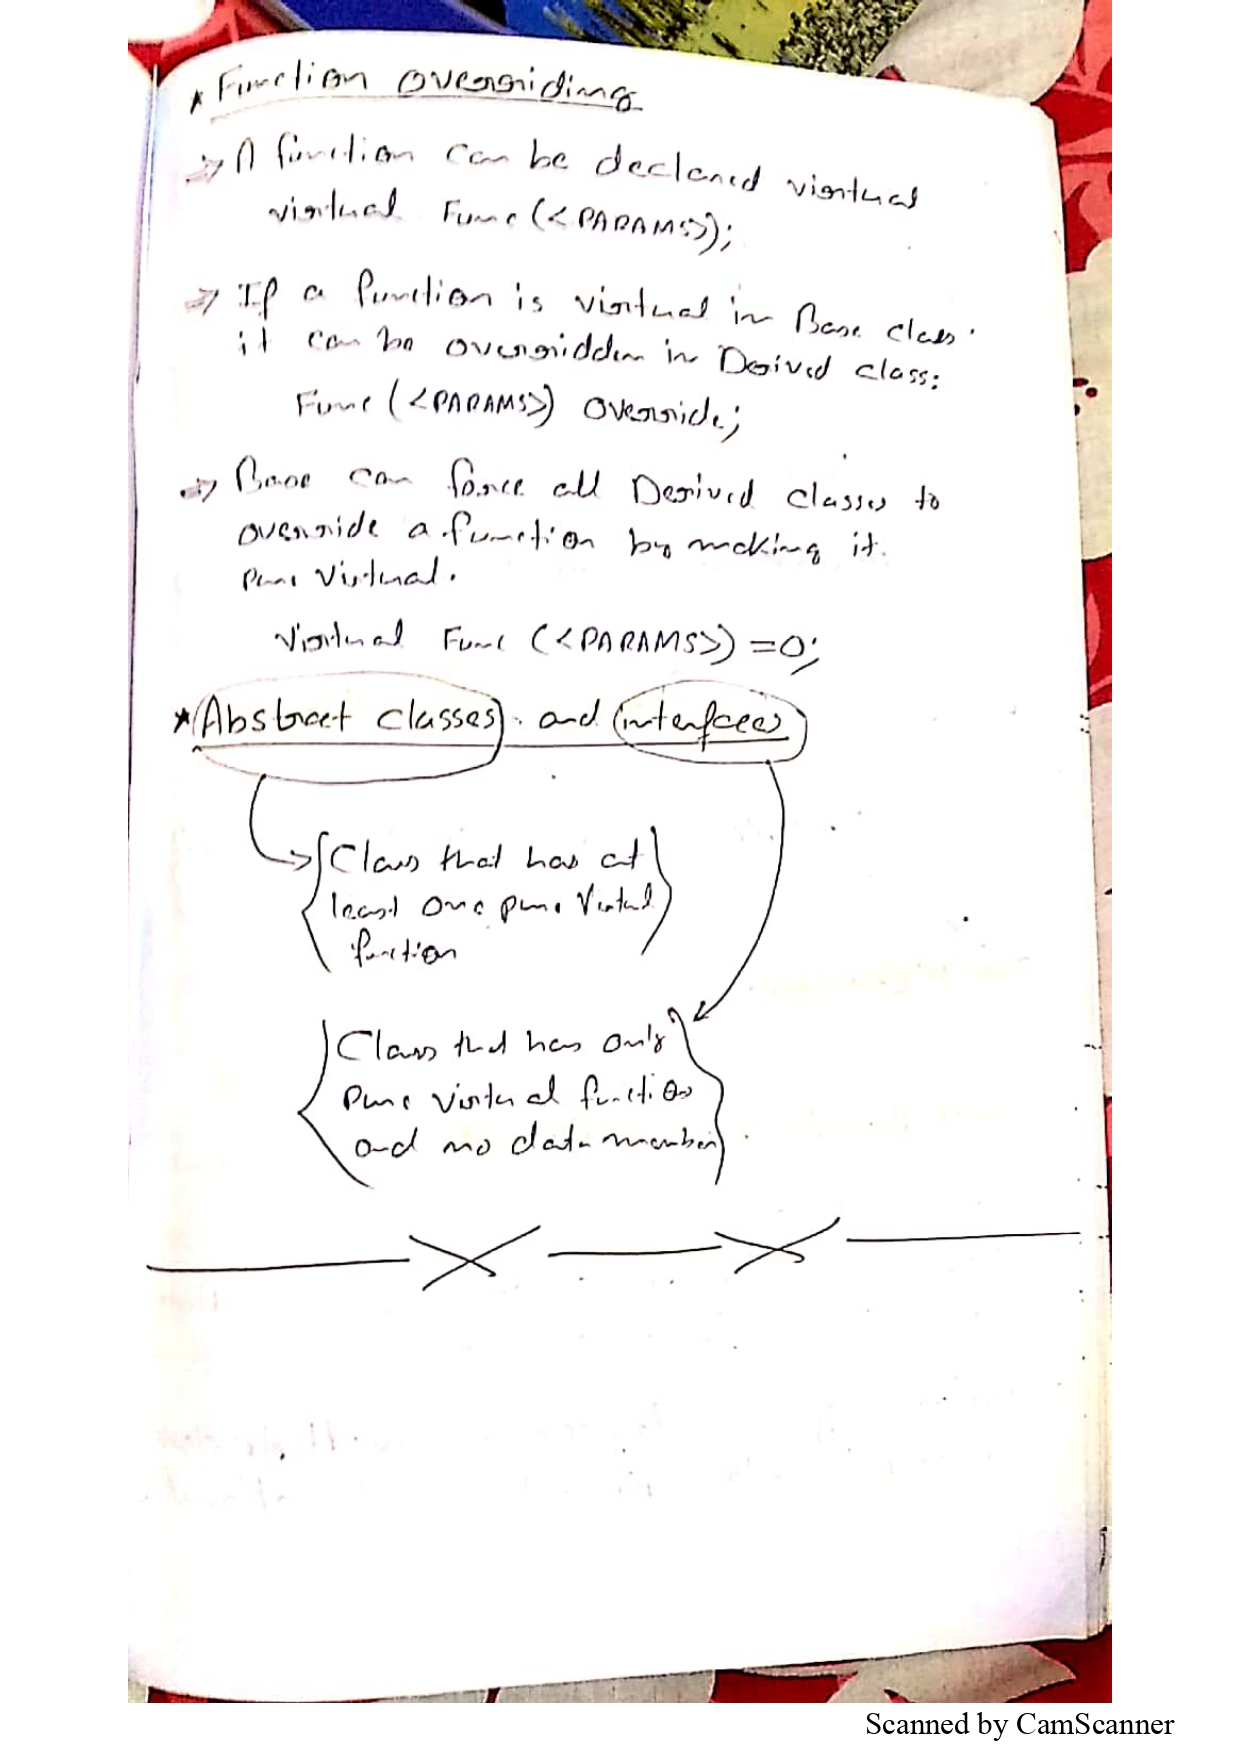 * Function overriding
⇒ A function can be declared virtual
virtual Func (<PARAMS>);
⇒ If a function is virtual in Base class
it can be overridden in Derived class:
Func (<PARAMS>) override;
⇒ Base can force all Derived classes to
override a function by making it.
pure virtual.
Virtual Func (<PARAMS>) = 0;
* Abstract classes and interfaces
Class that has at
least one pure Virtual
function
Class that has only
pure virtual function
and no data member
Scanned by CamScanner